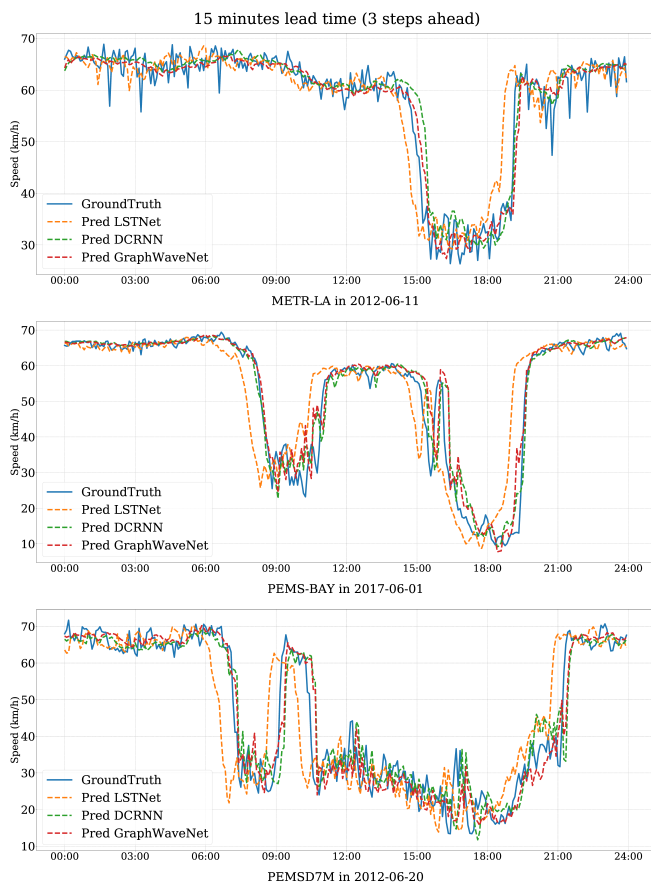 15 minutes lead time (3 steps ahead)
70
60
50
40
30
Speed (km/h)
GroundTruth
Pred LSTNet
Pred DCRNN
Pred GraphWaveNet
00:00 03:00 06:00 09:00 12:00 15:00 18:00 21:00 24:00
METR-LA in 2012-06-11
70
60
50
40
30
20
10
Speed (km/h)
GroundTruth
Pred LSTNet
Pred DCRNN
Pred GraphWaveNet
00:00 03:00 06:00 09:00 12:00 15:00 18:00 21:00 24:00
PEMS-BAY in 2017-06-01
70
60
50
40
30
20
10
Speed (km/h)
GroundTruth
Pred LSTNet
Pred DCRNN
Pred GraphWaveNet
00:00 03:00 06:00 09:00 12:00 15:00 18:00 21:00 24:00
PEMSD7M in 2012-06-20